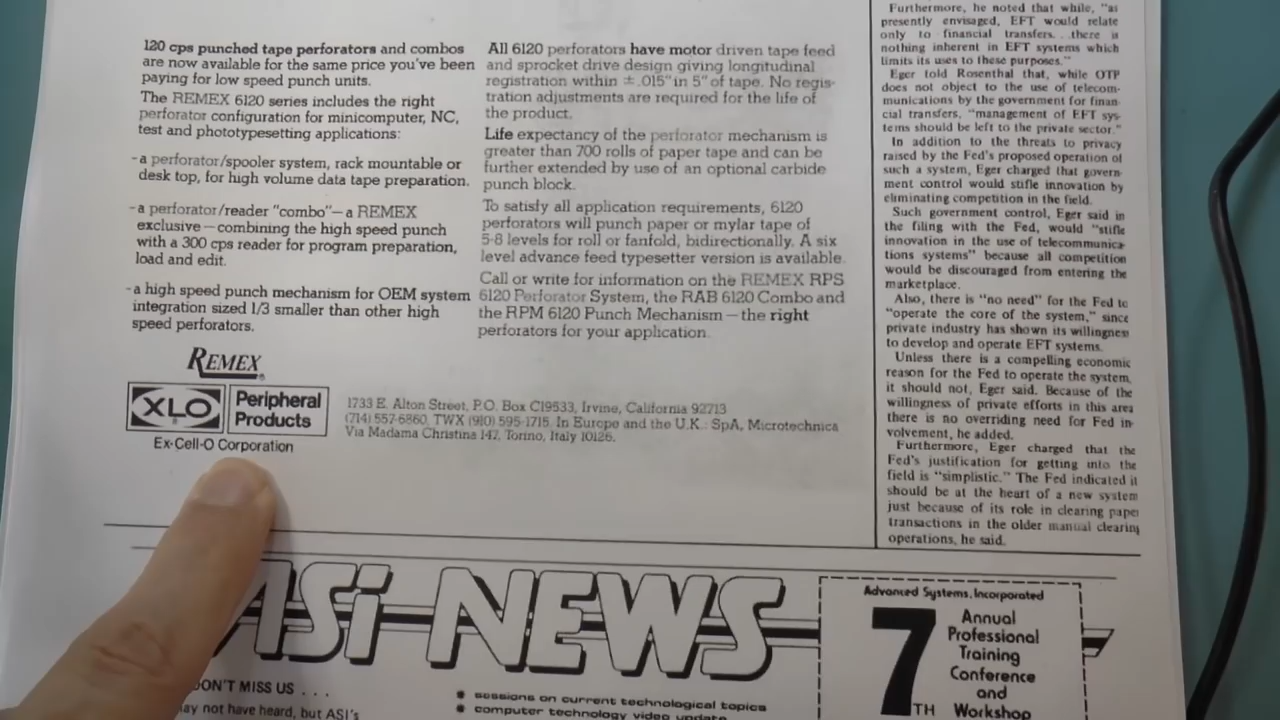 120 cps punched tape perforators and combos
are now available for the same price you've been
paying for low speed punch units.
The REMEX 6120 series includes the right
perforator configuration for minicomputer, NC,
test and phototypesetting applications:
- a perforator/spooler system, rack mountable or
desk top, for high volume data tape preparation.
- a perforator/reader "combo"—a REMEX
exclusive—combining the high speed punch
with a 300 cps reader for program preparation,
load and edit.
- a high speed punch mechanism for OEM system
integration sized 1/3 smaller than other high
speed perforators.
All 6120 perforators have motor driven tape feed
and sprocket drive design giving longitudinal
registration within ±.015" in 5" of tape. No regis-
tration adjustments are required for the life of
the product.
Life expectancy of the perforator mechanism is
greater than 700 rolls of paper tape and can be
further extended by use of an optional carbide
punch block.
To satisfy all application requirements, 6120
perforators will punch paper or mylar tape of
5-8 levels for roll or fanfold, bidirectionally. A six
level advance feed typesetter version is available.
Call or write for information on the REMEX RPS
6120 Perforator System, the RAB 6120 Combo and
the RPM 6120 Punch Mechanism—the right
perforators for your application.
REMEX®
XLO®
Peripheral
Products
Ex-Cell-O Corporation
1733 E. Alton Street, P.O. Box C19533, Irvine, California 92713
(714) 557-6860, TWX (910) 595-1715. In Europe and the U.K.: SpA, Microtechnica
Via Madama Christina 147, Torino, Italy 10126.
Furthermore, he noted that while, "as
presently envisaged, EFT would relate
only to financial transfers. . .there is
nothing inherent in EFT systems which
limits its uses to these purposes."
Eger told Rosenthal that, while OTP
does not object to the use of telecom-
munications by the government for finan-
cial transfers, "management of EFT sys-
tems should be left to the private sector."
In addition to the threats to privacy
raised by the Fed's proposed operation of
such a system, Eger charged that govern-
ment control would stifle innovation by
eliminating competition in the field.
Such government control, Eger said in
the filing with the Fed, would "stifle
innovation in the use of telecommunica-
tions systems" because all competition
would be discouraged from entering the
marketplace.
Also, there is "no need" for the Fed to
"operate the core of the system," since
private industry has shown its willingness
to develop and operate EFT systems.
Unless there is a compelling economic
reason for the Fed to operate the system,
it should not, Eger said. Because of the
willingness of private efforts in this area
there is no overriding need for Fed in-
volvement, he added.
Furthermore, Eger charged that the
Fed's justification for getting into the
field is "simplistic." The Fed indicated it
should be at the heart of a new system
just because of its role in clearing paper
transactions in the older manual clearing
operations, he said.
ASi NEWS
DON'T MISS US . . .
may not have heard, but ASI's
* sessions on current technological topics
* computer technology video update
Advanced Systems, Incorporated
7TH
Annual
Professional
Training
Conference
and
Workshop